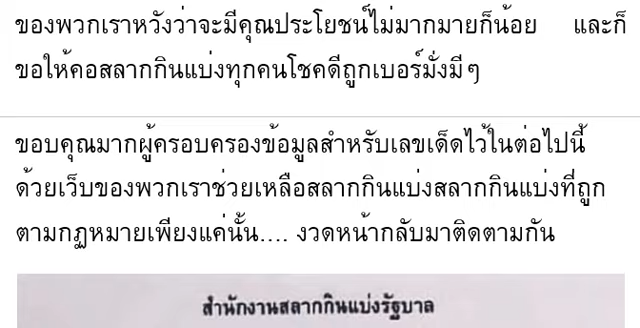 ของพวกเราหวังว่าจะมีคุณประโยชน์ไม่มากมายก็น้อย และก็
ขอให้คอสลากกินแบ่งทุกคนโชคดีถูกเบอร์มั่งมีๆ
ขอบคุณมากผู้ครอบครองข้อมูลสำหรับเลขเด็ดไว้ในต่อไปนี้
ด้วยเว็บของพวกเราช่วยเหลือสลากกินแบ่งสลากกินแบ่งที่ถูก
ตามกฎหมายเพียงแค่นั้น.... งวดหน้ากลับมาติดตามกัน
สำนักงานสลากกินแบ่งรัฐบาล